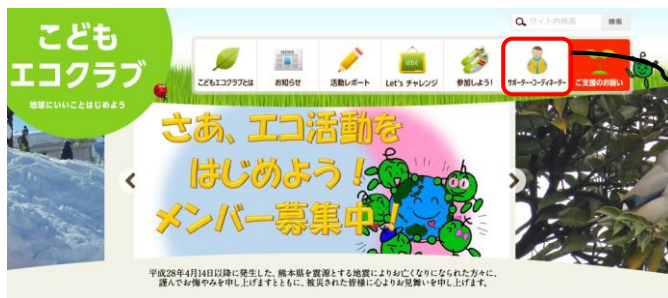 こども
エコクラブ
地球にいいことはじめよう
サイト内検索
検索
こどもエコクラブとは
NEWS
お知らせ
活動レポート
abc
Let's チャレンジ
参加しよう!
サポーター・コーディネーター
ご支援のお願い
さあ、エコ活動を
はじめよう!
メンバー募集中!
平成28年4月14日以降に発生した、熊本県を震源とする地震によりお亡くなりになられた方々に、
謹んでお悔やみを申し上げますとともに、被災された皆様に心よりお見舞いを申し上げます。